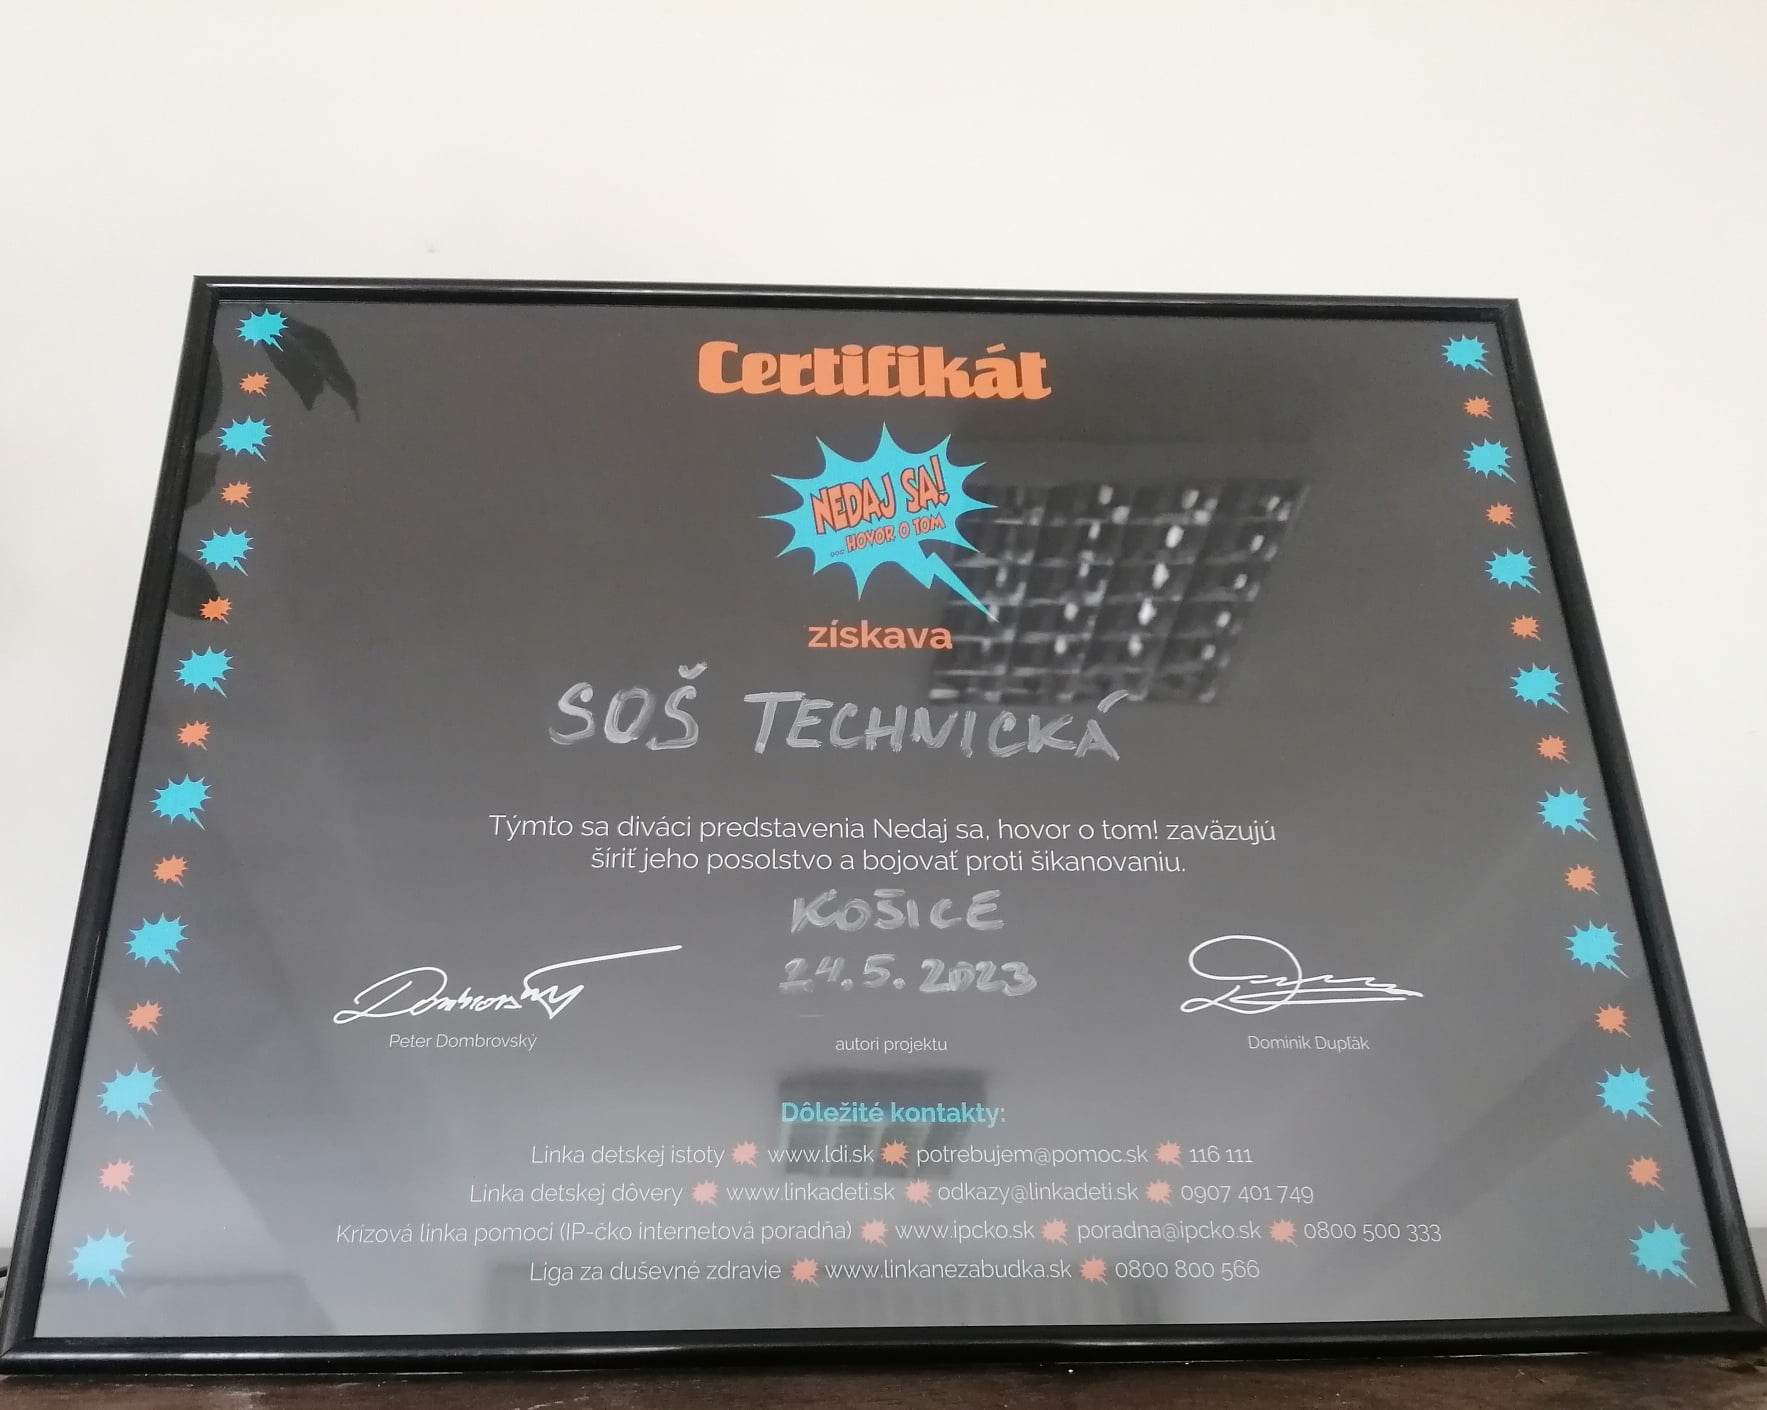 Certifikát
NEDAJ SA!
... HOVOR O TOM
získava
SOŠ TECHNICKÁ
Týmto sa diváci predstavenia Nedaj sa, hovor o tom! zaväzujú
šíriť jeho posolstvo a bojovať proti šikanovaniu.
KOŠICE
24.5.2023
Dombrovský
Peter Dombrovský
autori projektu
Dominik Dupľák
Dôležité kontakty:
Linka detskej istoty www.ldi.sk potrebujem@pomoc.sk 116 111
Linka detskej dôvery www.linkadeti.sk odkazy@linkadeti.sk 0907 401 749
Krízová linka pomoci (IP-čko internetová poradňa) www.ipcko.sk poradna@ipcko.sk 0800 500 333
Liga za duševné zdravie www.linkanezabudka.sk 0800 800 566